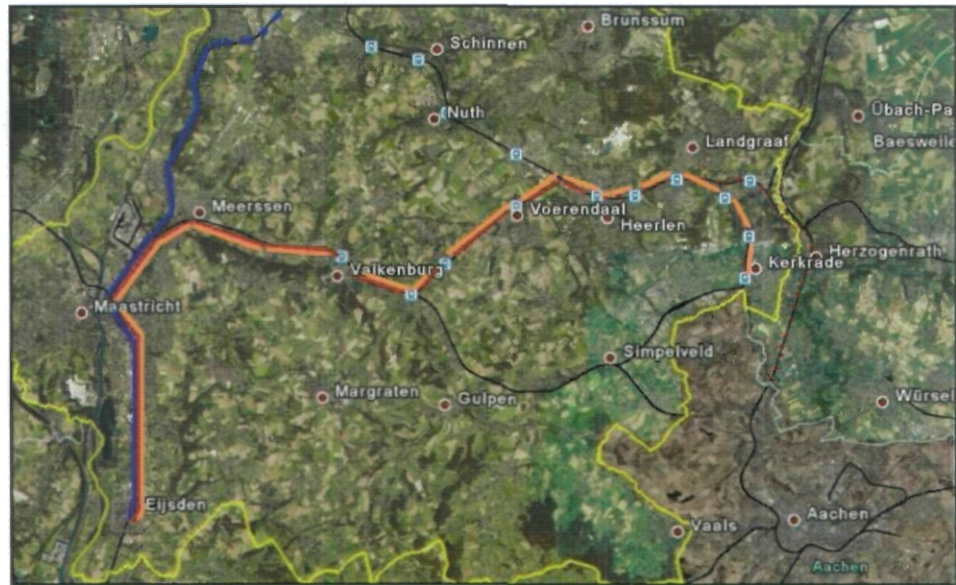 Brunssum
Schinnen
Nuth
Übach-Pa
Landgraaf
Baesweile
Meerssen
Voerendaal
Heerlen
Herzogenrath
Kerkrade
Valkenburg
Maastricht
Simpelveld
Margraten
Gulpen
Würsel
Eijsden
Vaals
Aachen
Aachen